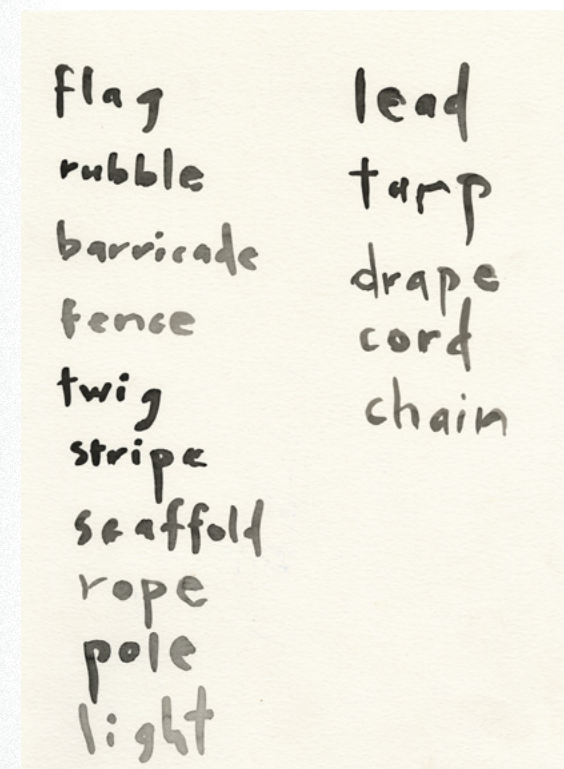 flag
rubble
barricade
fence
twig
stripe
scaffold
rope
pole
light
lead
tarp
drape
cord
chain